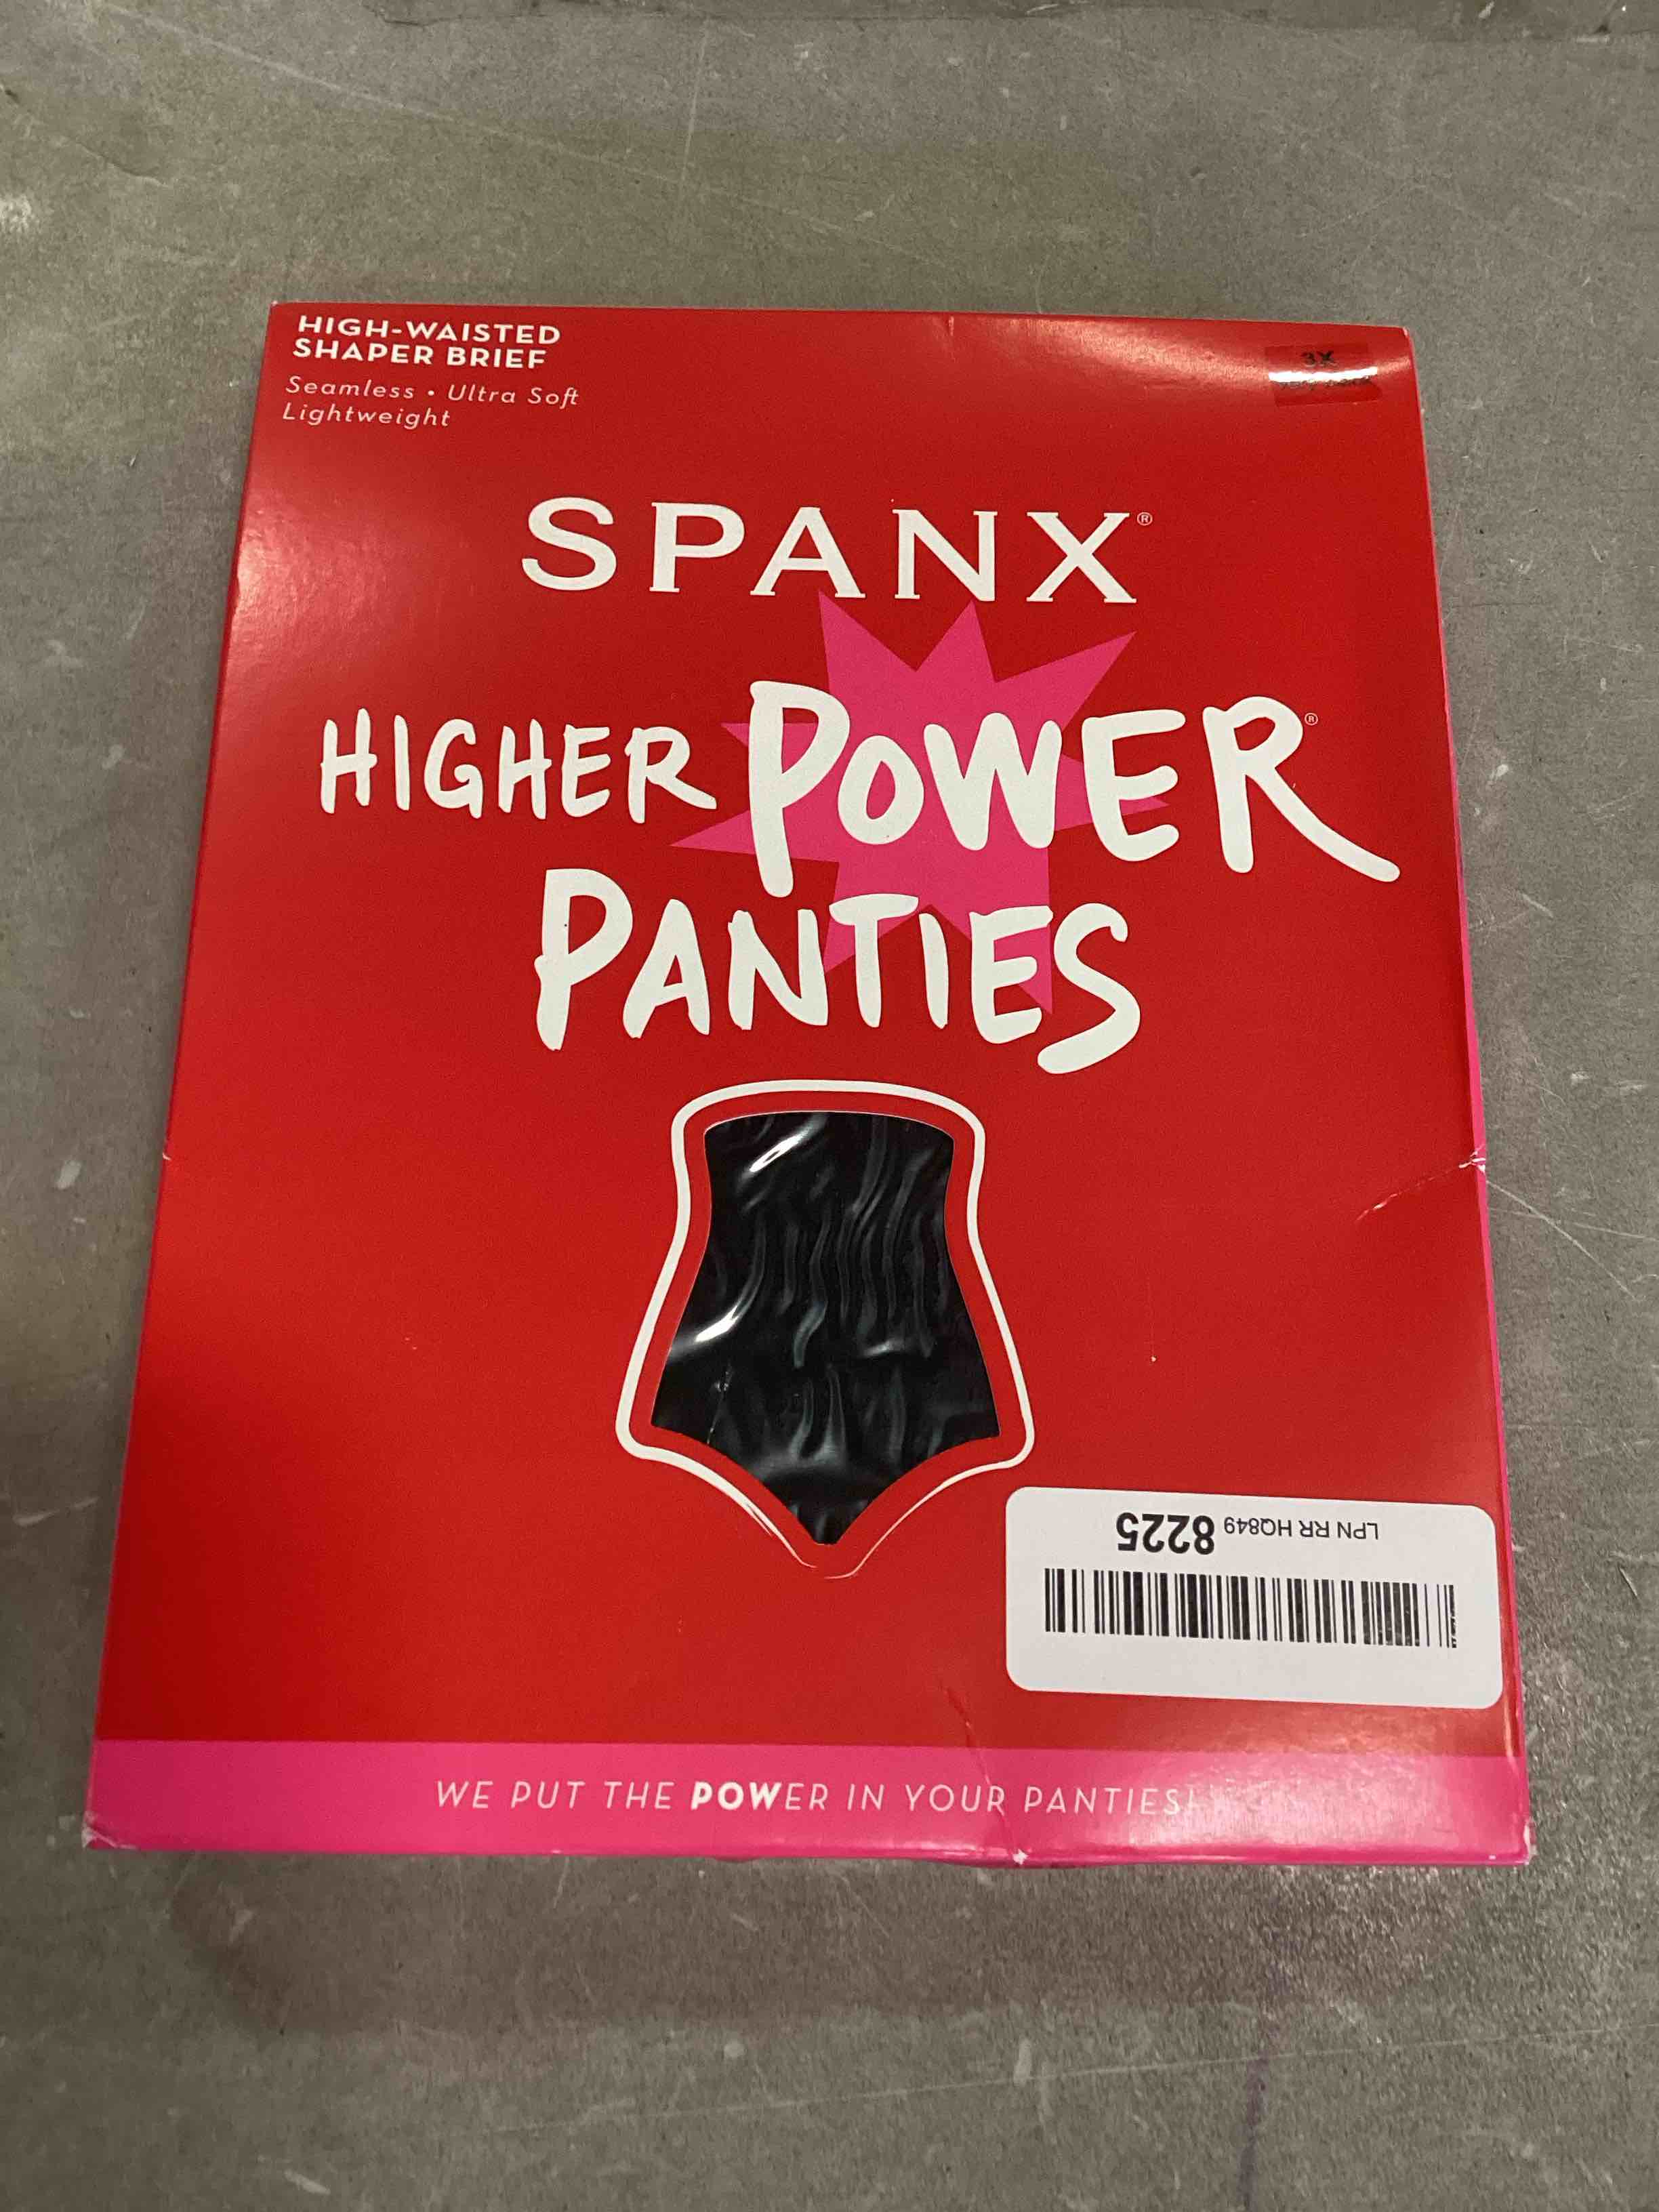 HIGH-WAISTED
SHAPER BRIEF
Seamless • Ultra Soft
Lightweight
3X
SPANX®
HIGHER POWER®
PANTIES
LPN RR HQ849 8225
WE PUT THE POWER IN YOUR PANTIES!